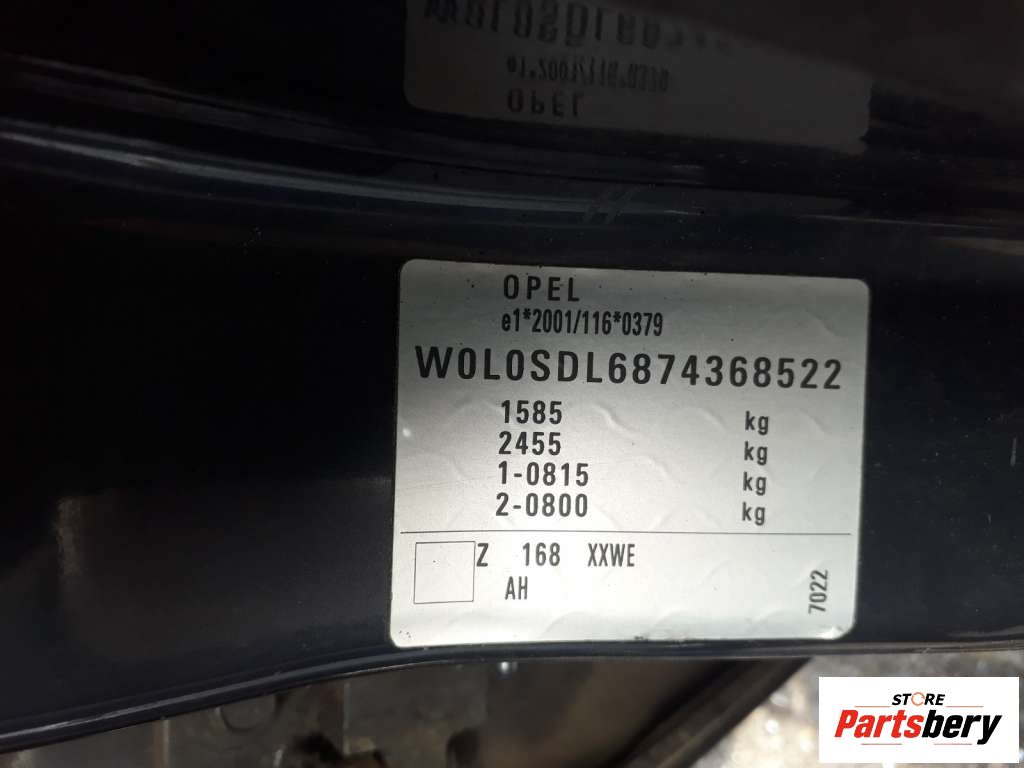 OPEL
e1*2001/116*0379
W0L0SDL6874368522
1585 kg
2455 kg
1-0815 kg
2-0800 kg
Z 168 XXWE
AH
7022
STORE
Partsbery